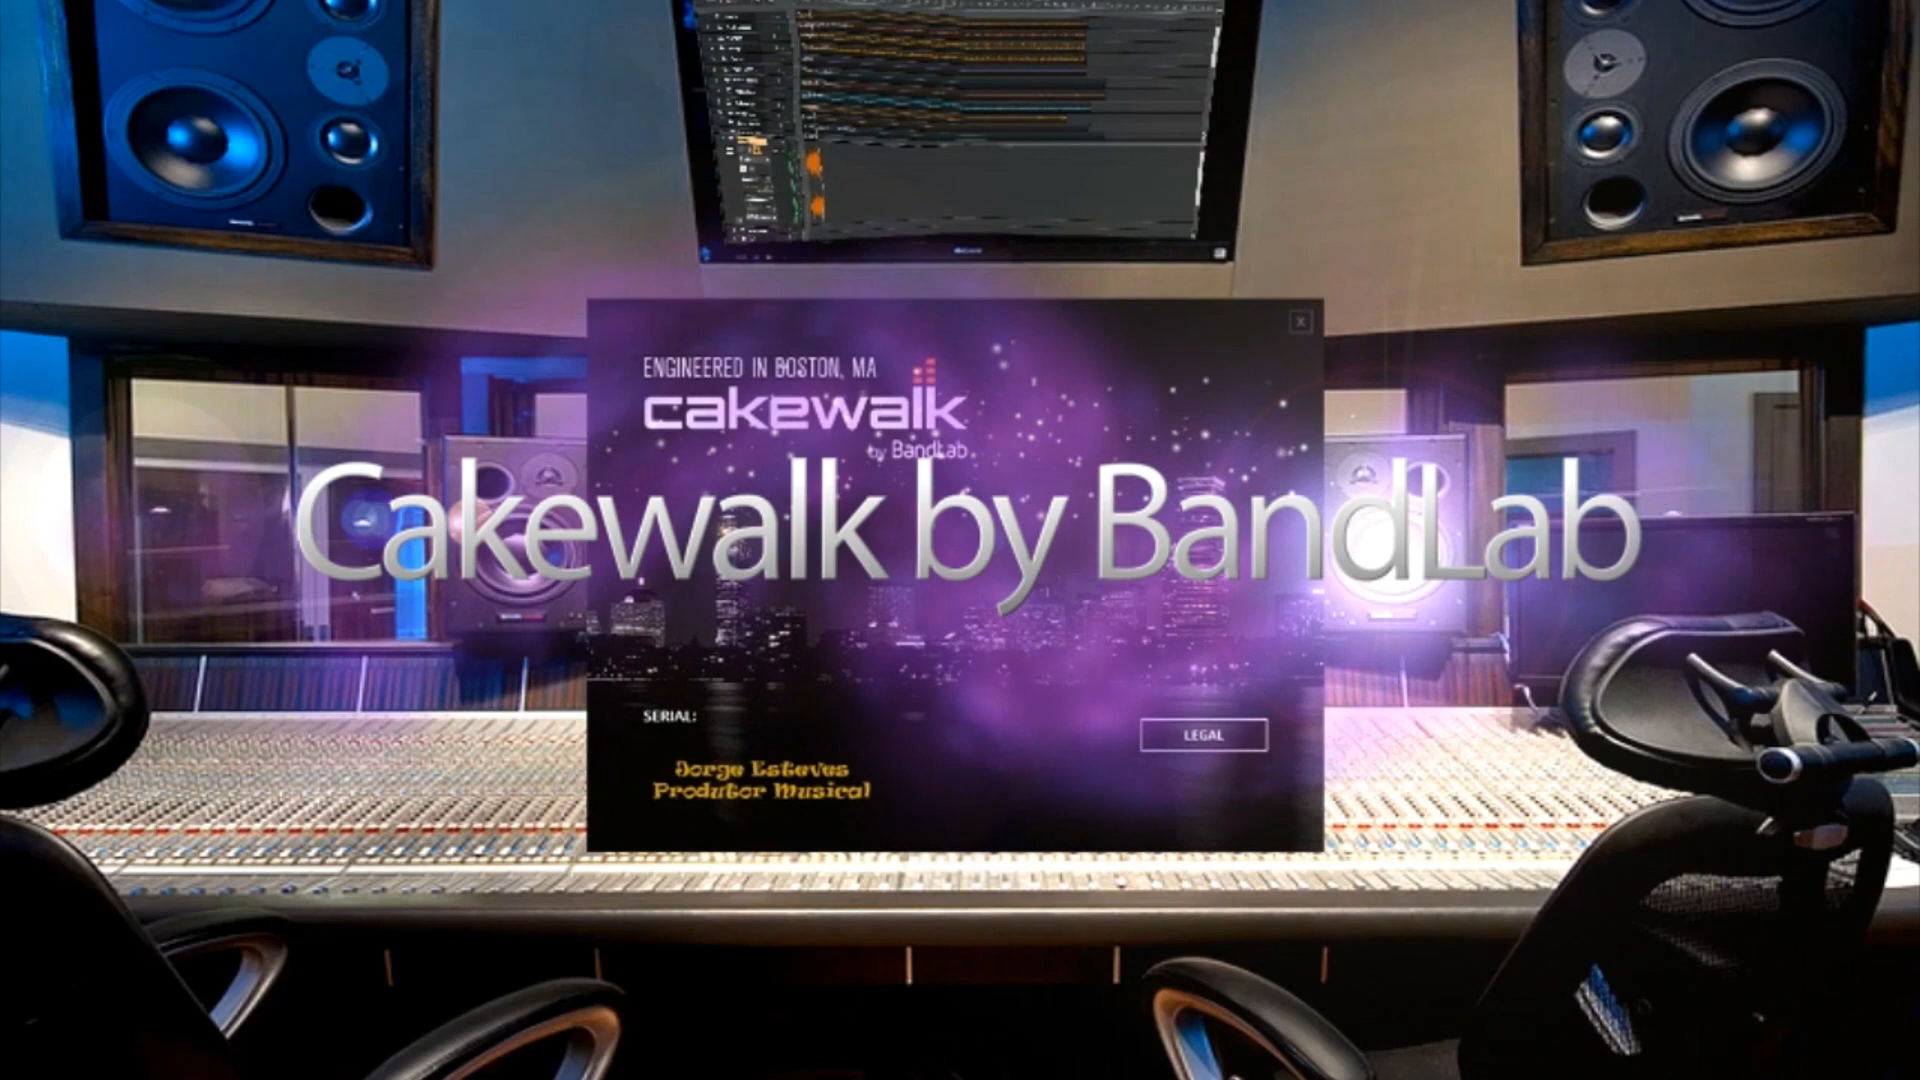 X
ENGINEERED IN BOSTON, MA
cakewalk
by BandLab
Cakewalk by BandLab
SERIAL:
LEGAL
Jorge Esteves
Produtor Musical